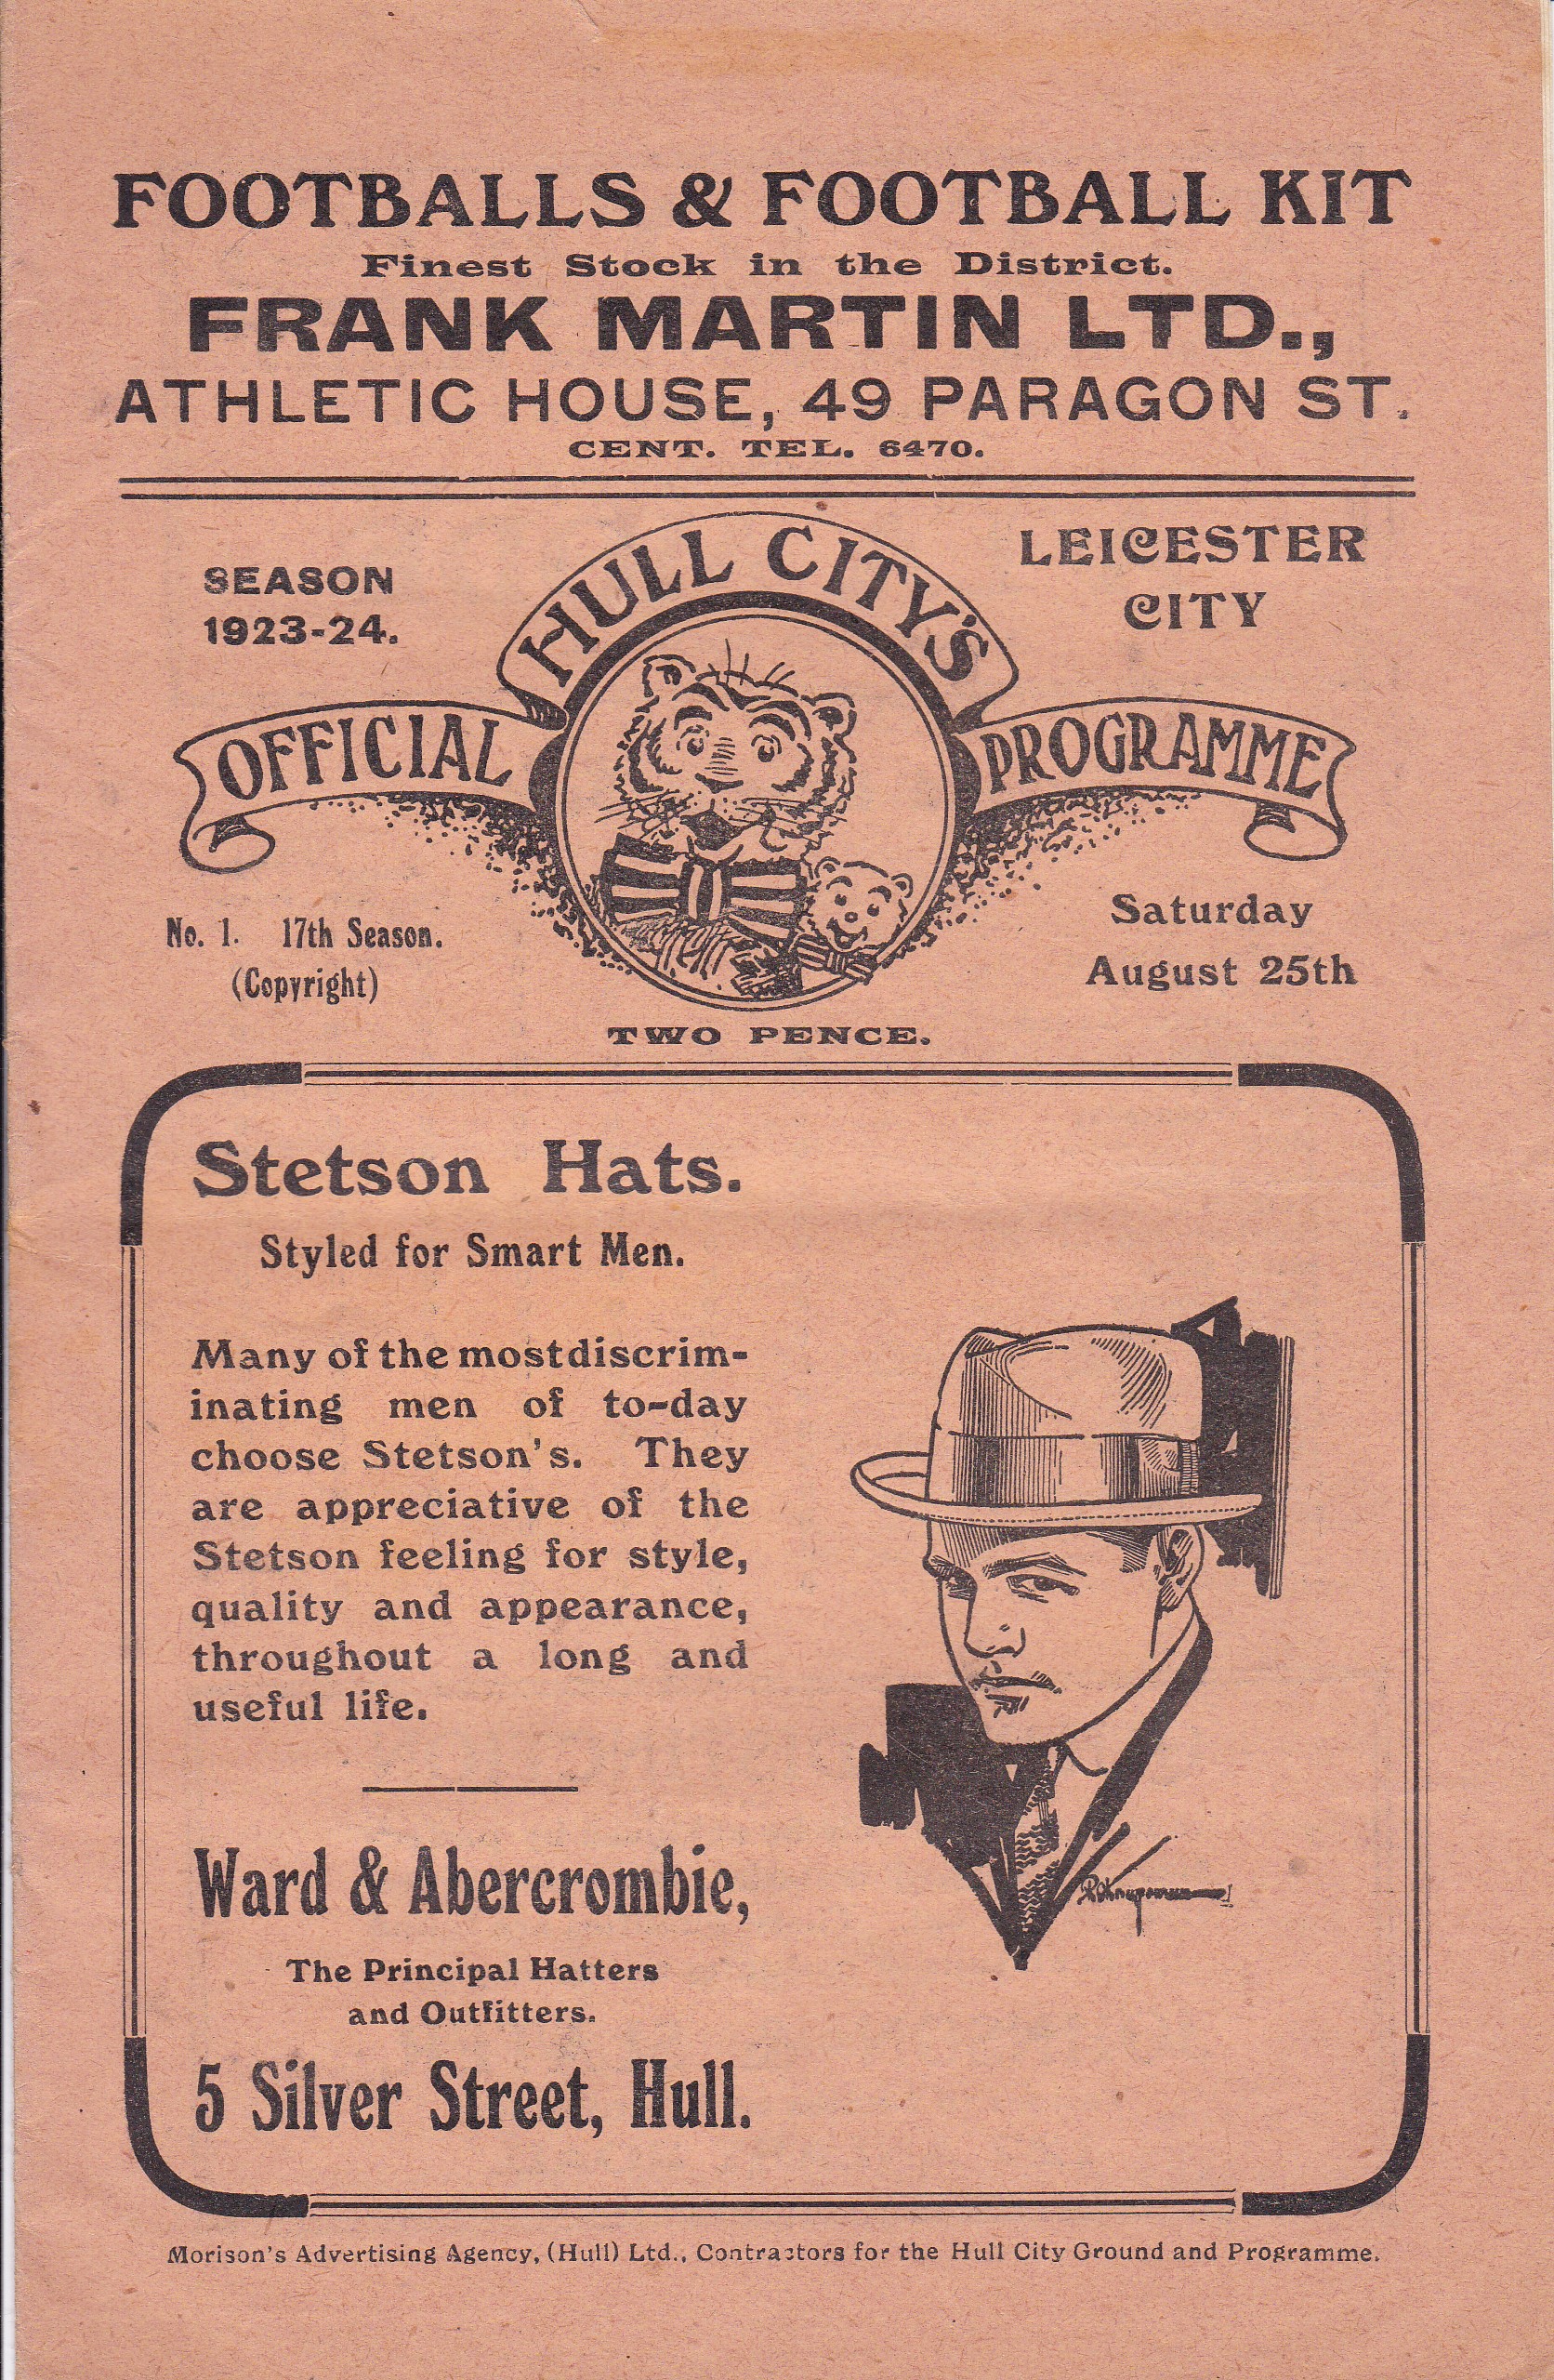 FOOTBALLS & FOOTBALL KIT
Finest Stock in the District.
FRANK MARTIN LTD.,
ATHLETIC HOUSE, 49 PARAGON ST.
CENT. TEL. 6470.
SEASON
1923-24.
HULL CITY'S
OFFICIAL
PROGRAMME
LEICESTER
CITY
No. 1. 17th Season.
(Copyright)
Saturday
August 25th
TWO PENCE.
Stetson Hats.
Styled for Smart Men.
Many of the most discrim-
inating men of to-day
choose Stetson's. They
are appreciative of the
Stetson feeling for style,
quality and appearance,
throughout a long and
useful life.
Ward & Abercrombie,
The Principal Hatters
and Outfitters.
5 Silver Street, Hull.
Morison's Advertising Agency, (Hull) Ltd., Contractors for the Hull City Ground and Programme.